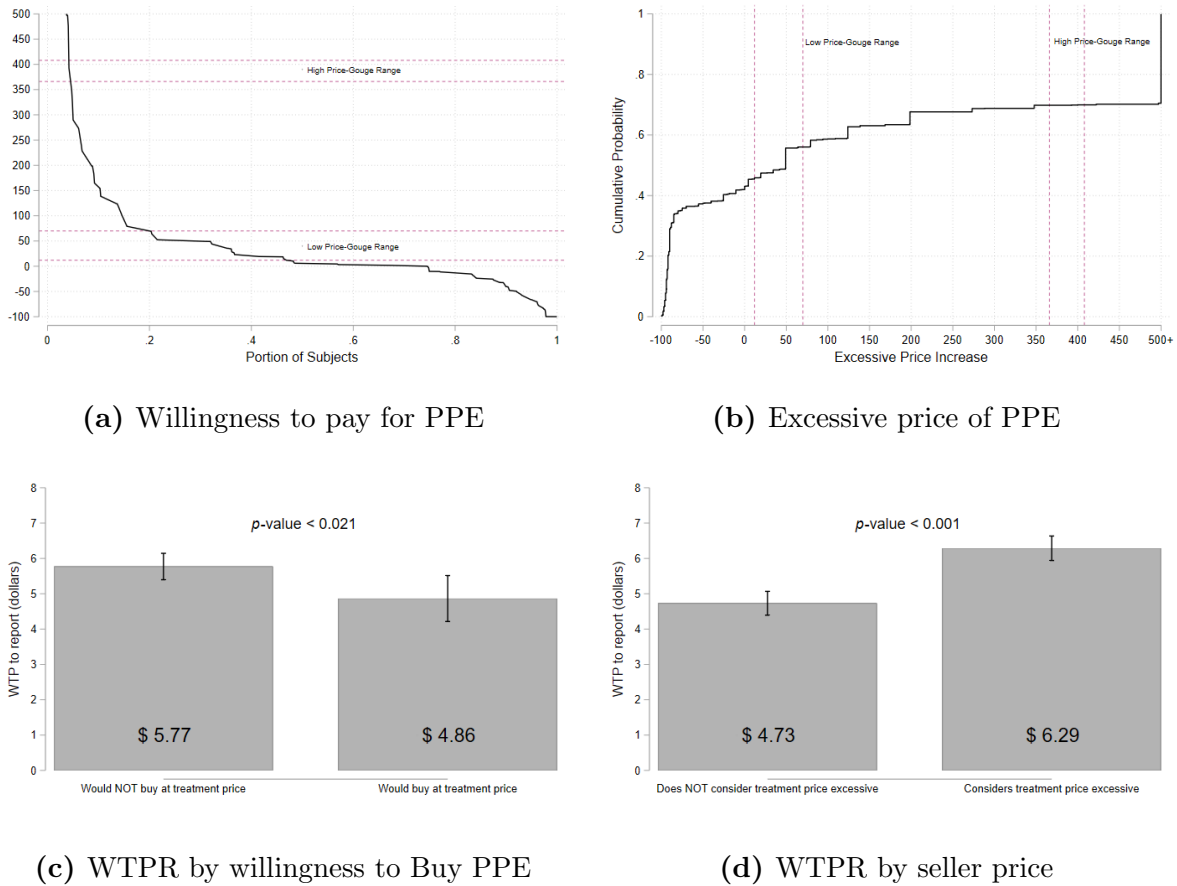 500
450
400
350
300
250
200
150
100
50
0
-50
-100
High Price-Gouge Range
Low Price-Gouge Range
0 .2 .4 .6 .8 1
Portion of Subjects
(a) Willingness to pay for PPE
Cumulative Probability
1
.8
.6
.4
.2
0
Low Price-Gouge Range
High Price-Gouge Range
-100 -50 0 50 100 150 200 250 300 350 400 450 500+
Excessive Price Increase
(b) Excessive price of PPE
WTP to report (dollars)
8
7
6
5
4
3
2
1
0
p-value < 0.021
$ 5.77
$ 4.86
Would NOT buy at treatment price
Would buy at treatment price
(c) WTPR by willingness to Buy PPE
WTP to report (dollars)
8
7
6
5
4
3
2
1
0
p-value < 0.001
$ 4.73
$ 6.29
Does NOT consider treatment price excessive
Considers treatment price excessive
(d) WTPR by seller price